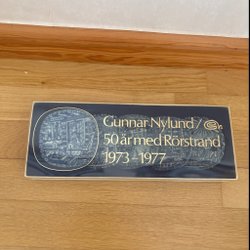 Gunnar Nylund /
50 år med Rörstrand
1973-1977